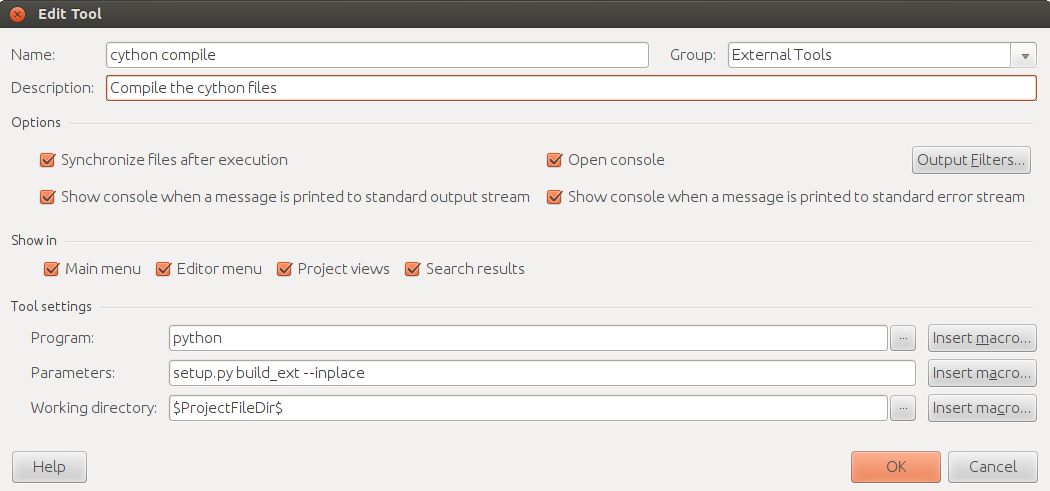 Edit Tool
Name: cython compile Group: External Tools
Description: Compile the cython files
Options
Synchronize files after execution Open console Output Filters...
Show console when a message is printed to standard output stream Show console when a message is printed to standard error stream
Show in
Main menu Editor menu Project views Search results
Tool settings
Program: python ... Insert macro...
Parameters: setup.py build_ext --inplace Insert macro...
Working directory: $ProjectFileDir$ ... Insert macro...
Help OK Cancel